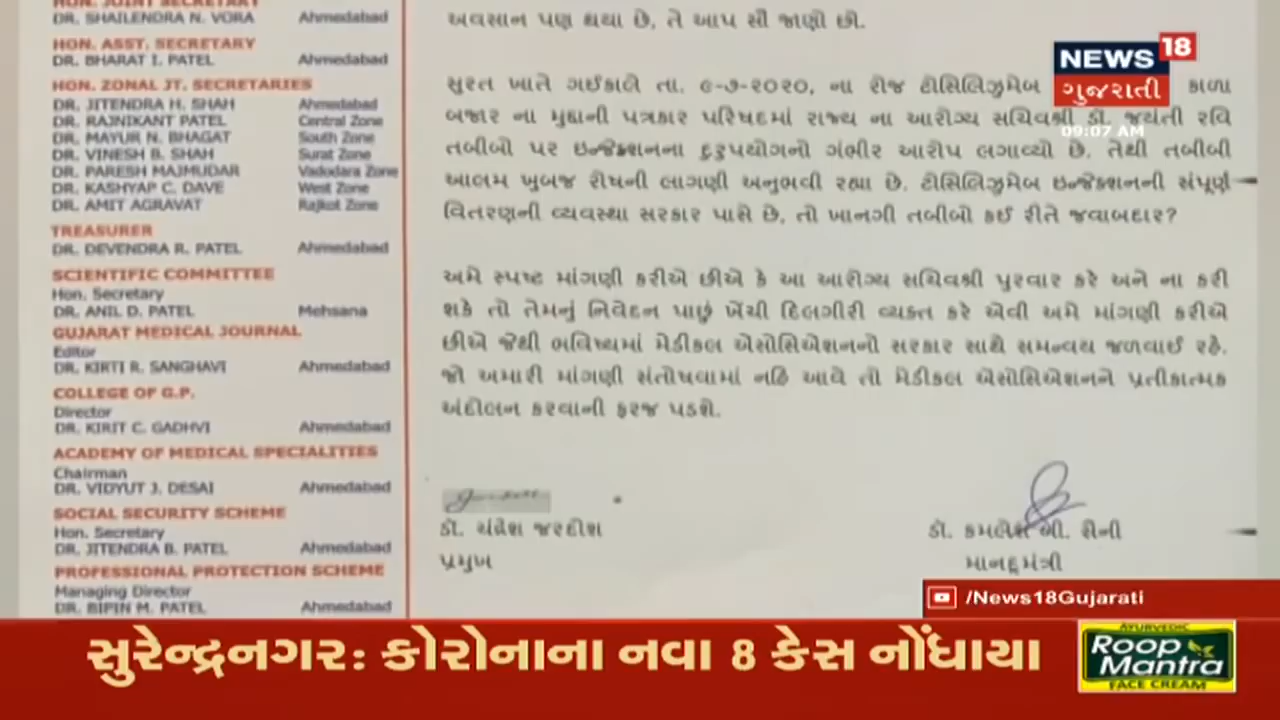 HON. JOINT SECRETARY
DR. SHAILENDRA N. VORA Ahmedabad
HON. ASST. SECRETARY
DR. BHARAT I. PATEL Ahmedabad
HON. ZONAL JT. SECRETARIES
DR. JITENDRA H. SHAH Ahmedabad
DR. RAJNIKANT PATEL Central Zone
DR. MAYUR N. BHAGAT South Zone
DR. VINESH B. SHAH Surat Zone
DR. PARESH MAJMUDAR Vadodara Zone
DR. KASHYAP C. DAVE West Zone
DR. AMIT AGRAVAT Rajkot Zone
TREASURER
DR. DEVENDRA R. PATEL Ahmedabad
SCIENTIFIC COMMITTEE
Hon. Secretary
DR. ANIL D. PATEL Mehsana
GUJARAT MEDICAL JOURNAL
Editor
DR. KIRTI R. SANGHAVI Ahmedabad
COLLEGE OF G.P.
Director
DR. KIRIT C. GADHVI Ahmedabad
ACADEMY OF MEDICAL SPECIALITIES
Chairman
DR. VIDYUT J. DESAI Ahmedabad
SOCIAL SECURITY SCHEME
Hon. Secretary
DR. JITENDRA B. PATEL Ahmedabad
PROFESSIONAL PROTECTION SCHEME
Managing Director
DR. BIPIN M. PATEL Ahmedabad
અવસાન પણ થયા છે, તે આપ સૌ જાણો છો.
સુરત ખાતે ગઈકાલે તા. ૯-૭-૨૦૨૦, ના રોજ ટોસિલિઝુમેબ કાળા
બજાર ના મુદ્દાની પત્રકાર પરિષદમાં રાજ્ય ના આરોગ્ય સચિવશ્રી ડૉ. જયંતી રવિ
તબીબો પર ઇન્જેક્શનના દુરુપયોગનો ગંભીર આરોપ લગાવ્યો છે. તેથી તબીબી
આલમ ખુબજ રોષની લાગણી અનુભવી રહ્યા છે. ટોસિલિઝુમેબ ઇન્જેક્શનની સંપૂર્ણ
વિતરણની વ્યવસ્થા સરકાર પાસે છે, તો ખાનગી તબીબો કઈ રીતે જવાબદાર?
અમે સ્પષ્ટ માંગણી કરીએ છીએ કે આ આરોગ્ય સચિવશ્રી પુરવાર કરે અને ના કરી
શકે તો તેમનું નિવેદન પાછું ખેંચી દિલગીરી વ્યક્ત કરે એવી અમે માંગણી કરીએ
છીએ જેથી ભવિષ્યમાં મેડીકલ એસોસિએશનનો સરકાર સાથે સમન્વય જળવાઈ રહે.
જો અમારી માંગણી સંતોષવામાં નહિ આવે તો મેડીકલ એસોસિએશનને પ્રતીકાત્મક
આંદોલન કરવાની ફરજ પડશે.
ડૉ. ચંદ્રેશ જરદોશ
પ્રમુખ
ડૉ. કમલેશ બી. સૈની
માનદ્દમંત્રી
NEWS 18
ગુજરાતી
09:07 AM
/News18Gujarati
સુરેન્દ્રનગર: કોરોનાના નવા 8 કેસ નોંધાયા
AYURVEDIC
Roop
Mantra
FACE CREAM